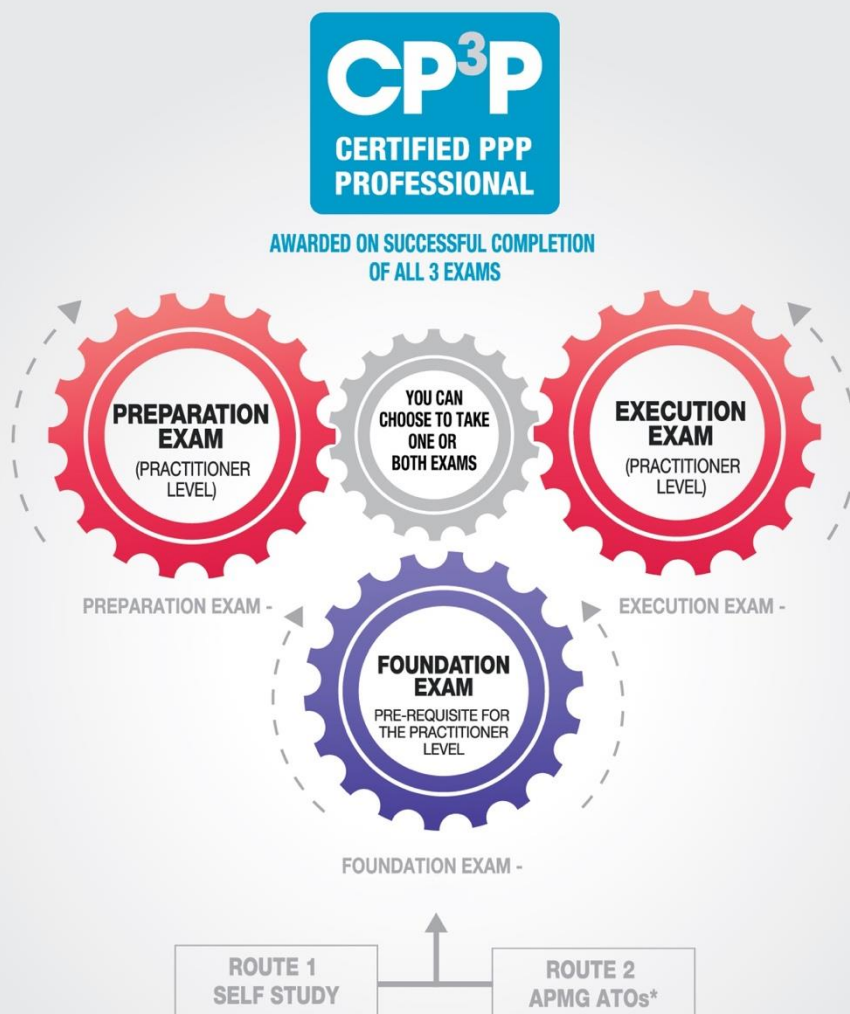 CP³P
CERTIFIED PPP
PROFESSIONAL
AWARDED ON SUCCESSFUL COMPLETION
OF ALL 3 EXAMS
PREPARATION
EXAM
(PRACTITIONER
LEVEL)
YOU CAN
CHOOSE TO TAKE
ONE OR
BOTH EXAMS
EXECUTION
EXAM
(PRACTITIONER
LEVEL)
PREPARATION EXAM -
EXECUTION EXAM -
FOUNDATION
EXAM
PRE-REQUISITE FOR
THE PRACTITIONER
LEVEL
FOUNDATION EXAM -
ROUTE 1
SELF STUDY
ROUTE 2
APMG ATOs*